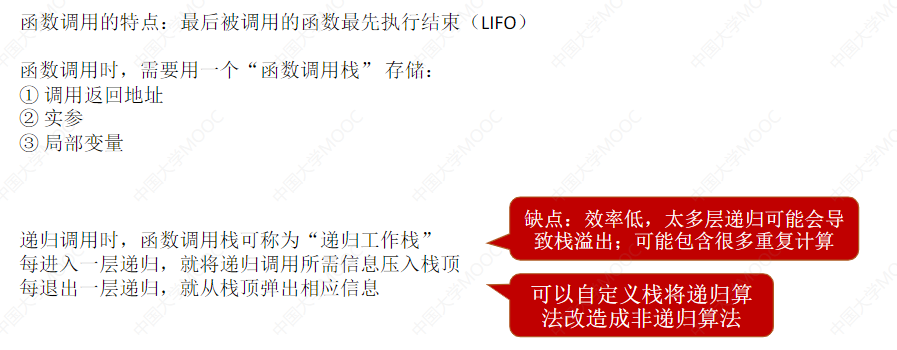 函数调用的特点：最后被调用的函数最先执行结束（LIFO）
函数调用时，需要用一个“函数调用栈” 存储：
① 调用返回地址
② 实参
③ 局部变量
递归调用时，函数调用栈可称为“递归工作栈”
每进入一层递归，就将递归调用所需信息压入栈顶
每退出一层递归，就从栈顶弹出相应信息
缺点：效率低，太多层递归可能会导
致栈溢出；可能包含很多重复计算
可以自定义栈将递归算
法改造成非递归算法
中国大学MOOC